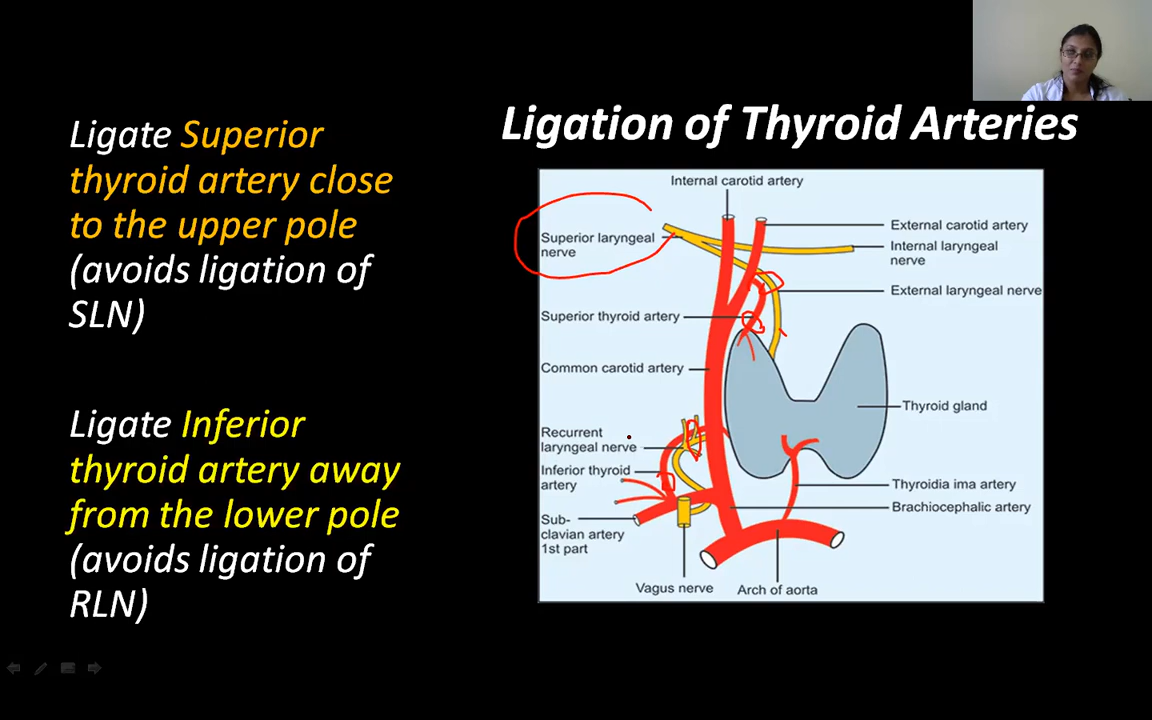 Ligation of Thyroid Arteries
Ligate Superior
thyroid artery close
to the upper pole
(avoids ligation of
SLN)
Ligate Inferior
thyroid artery away
from the lower pole
(avoids ligation of
RLN)
Internal carotid artery
External carotid artery
Superior laryngeal
nerve
Internal laryngeal
nerve
External laryngeal nerve
Superior thyroid artery
Common carotid artery
Thyroid gland
Recurrent
laryngeal nerve
Inferior thyroid
artery
Thyroidia ima artery
Brachiocephalic artery
Sub-
clavian artery
1st part
Vagus nerve
Arch of aorta